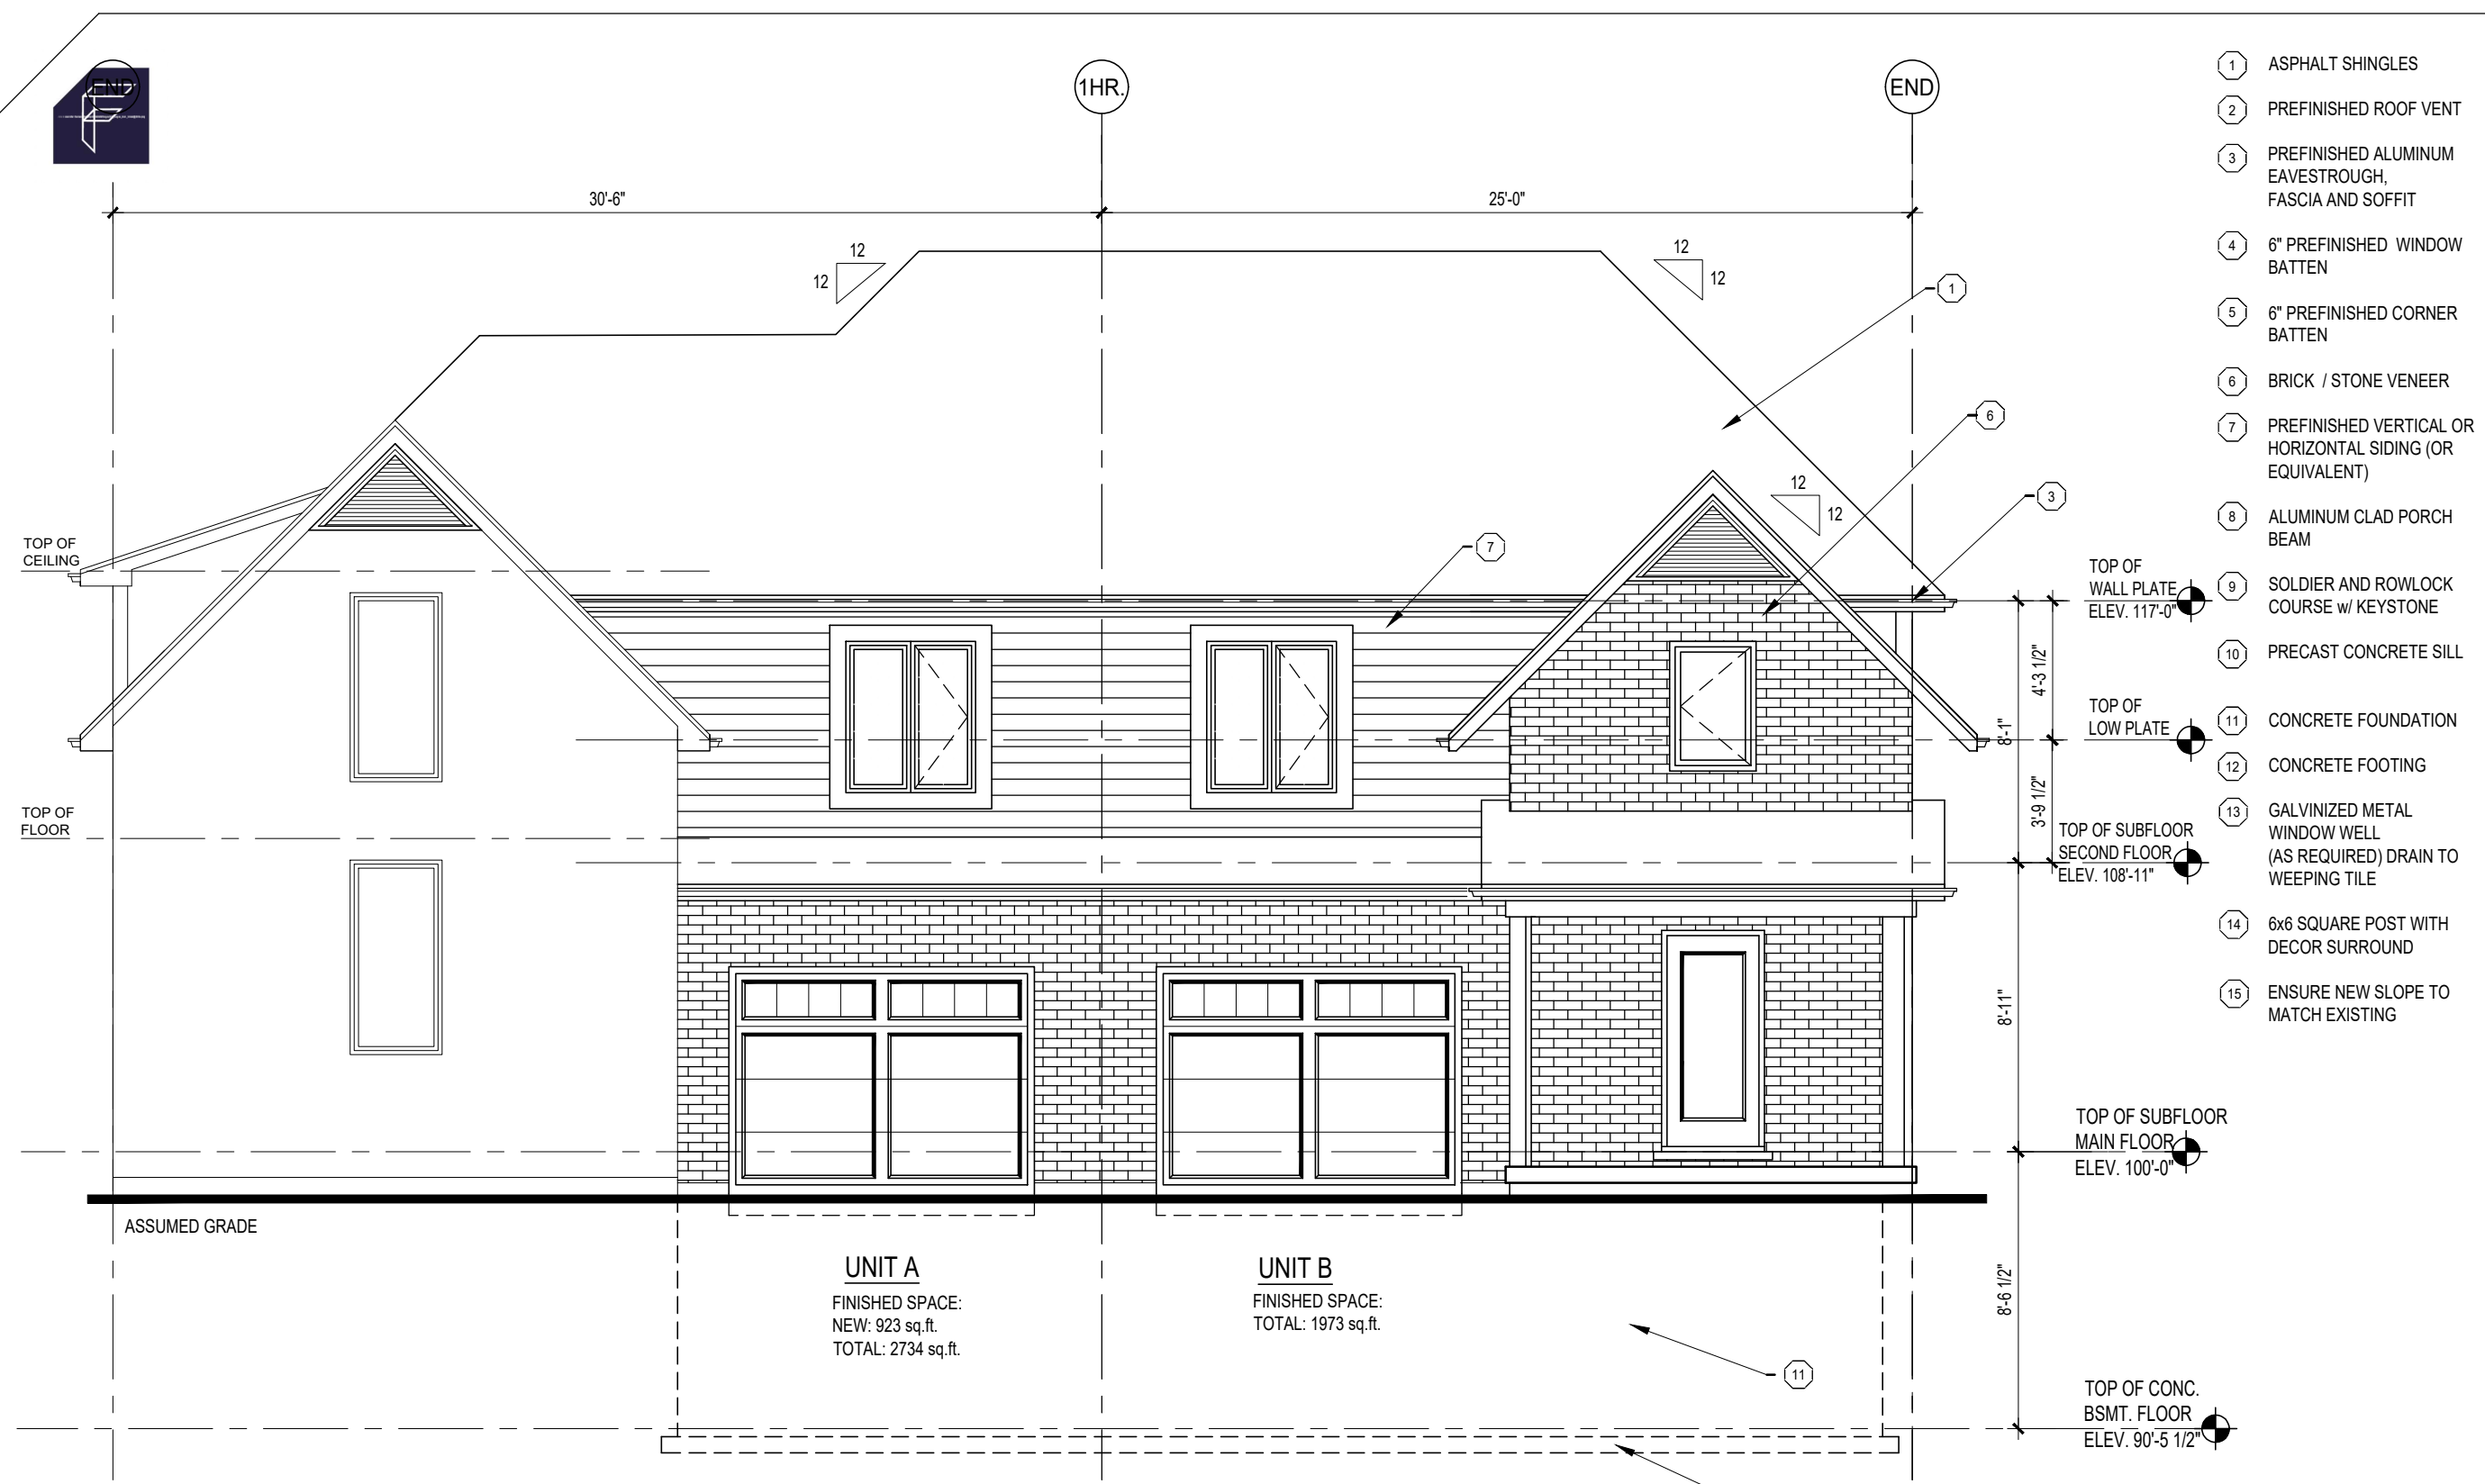 END
1HR.
END
30'-6"
25'-0"
12
12
12
12
12
12
1
6
3
7
11
TOP OF
CEILING
TOP OF
FLOOR
ASSUMED GRADE
UNIT A
FINISHED SPACE:
NEW: 923 sq.ft.
TOTAL: 2734 sq.ft.
UNIT B
FINISHED SPACE:
TOTAL: 1973 sq.ft.
4'-3 1/2"
8'-1"
3'-9 1/2"
8'-11"
8'-6 1/2"
TOP OF
WALL PLATE
ELEV. 117'-0"
TOP OF
LOW PLATE
TOP OF SUBFLOOR
SECOND FLOOR
ELEV. 108'-11"
TOP OF SUBFLOOR
MAIN FLOOR
ELEV. 100'-0"
TOP OF CONC.
BSMT. FLOOR
ELEV. 90'-5 1/2"
1 ASPHALT SHINGLES
2 PREFINISHED ROOF VENT
3 PREFINISHED ALUMINUM
EAVESTROUGH,
FASCIA AND SOFFIT
4 6" PREFINISHED WINDOW
BATTEN
5 6" PREFINISHED CORNER
BATTEN
6 BRICK / STONE VENEER
7 PREFINISHED VERTICAL OR
HORIZONTAL SIDING (OR
EQUIVALENT)
8 ALUMINUM CLAD PORCH
BEAM
9 SOLDIER AND ROWLOCK
COURSE w/ KEYSTONE
10 PRECAST CONCRETE SILL
11 CONCRETE FOUNDATION
12 CONCRETE FOOTING
13 GALVINIZED METAL
WINDOW WELL
(AS REQUIRED) DRAIN TO
WEEPING TILE
14 6x6 SQUARE POST WITH
DECOR SURROUND
15 ENSURE NEW SLOPE TO
MATCH EXISTING